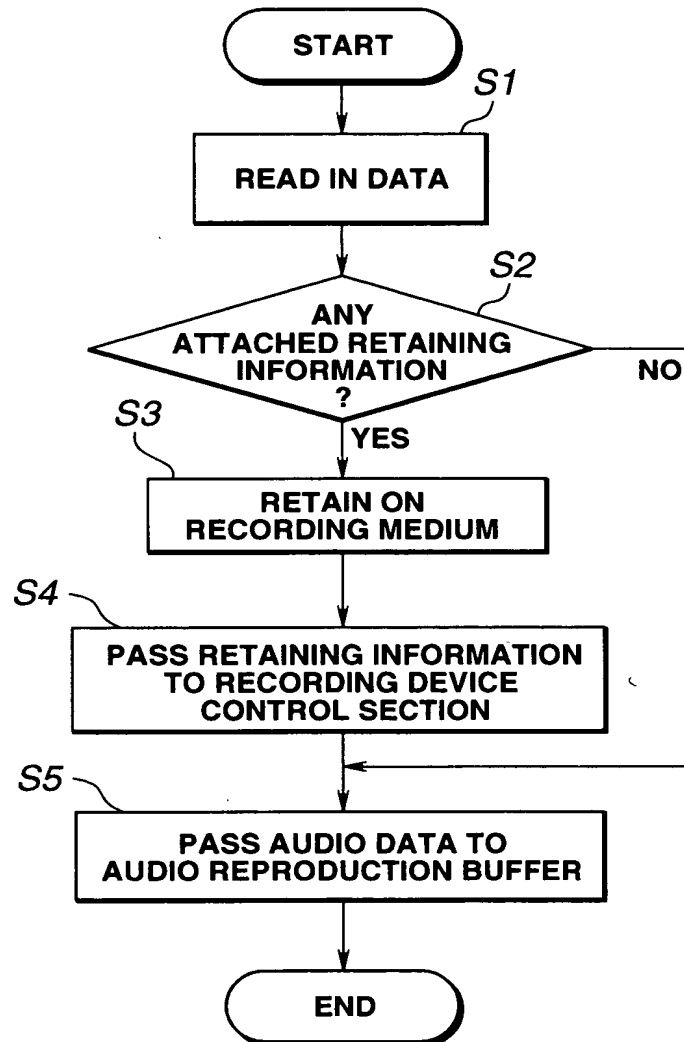 START
S1
READ IN DATA
S2
ANY
ATTACHED RETAINING
INFORMATION
?
NO
YES
S3
RETAIN ON
RECORDING MEDIUM
S4
PASS RETAINING INFORMATION
TO RECORDING DEVICE
CONTROL SECTION
S5
PASS AUDIO DATA TO
AUDIO REPRODUCTION BUFFER
END